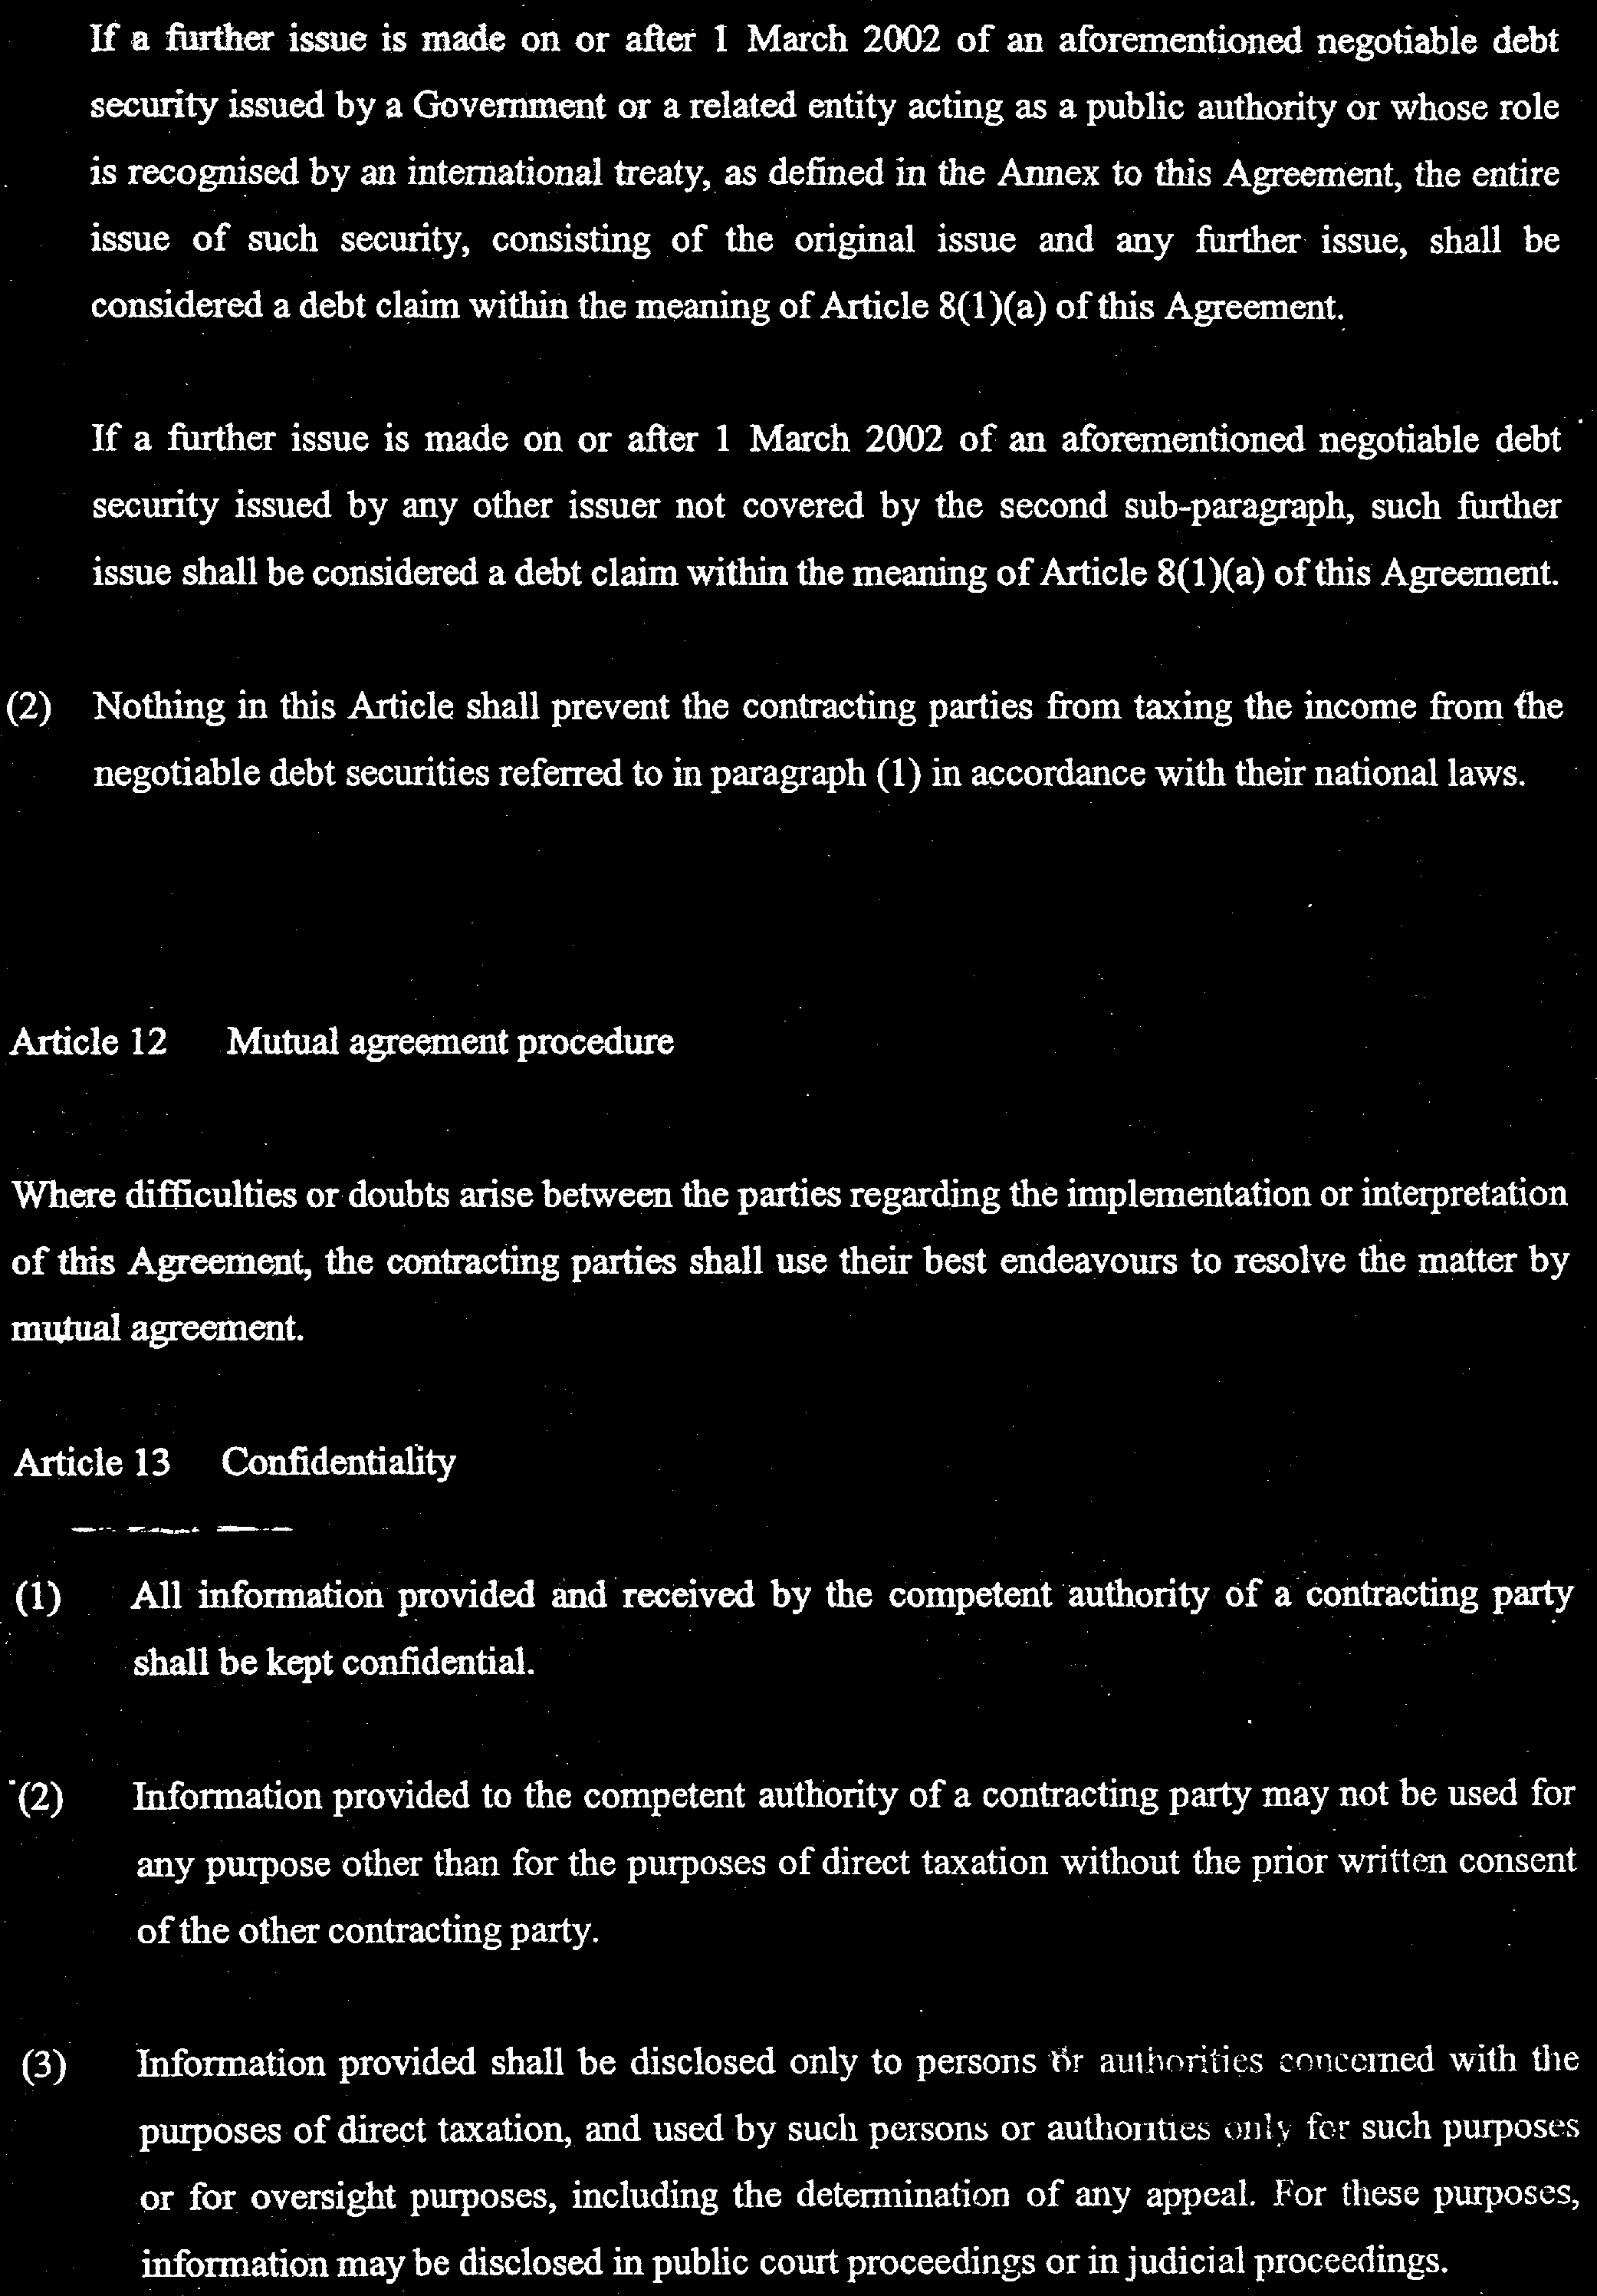 If a further issue is made on or after 1 March 2002 of an aforementioned negotiable debt
security issued by a Government or a related entity acting as a public authority or whose role
is recognised by an international treaty, as defined in the Annex to this Agreement, the entire
issue of such security, consisting of the original issue and any further issue, shall be
considered a debt claim within the meaning of Article 8(1)(a) of this Agreement.
If a further issue is made on or after 1 March 2002 of an aforementioned negotiable debt
security issued by any other issuer not covered by the second sub-paragraph, such further
issue shall be considered a debt claim within the meaning of Article 8(1)(a) of this Agreement.
(2) Nothing in this Article shall prevent the contracting parties from taxing the income from the
negotiable debt securities referred to in paragraph (1) in accordance with their national laws.
Article 12 Mutual agreement procedure
Where difficulties or doubts arise between the parties regarding the implementation or interpretation
of this Agreement, the contracting parties shall use their best endeavours to resolve the matter by
mutual agreement.
Article 13 Confidentiality
(1) All information provided and received by the competent authority of a contracting party
shall be kept confidential.
(2) Information provided to the competent authority of a contracting party may not be used for
any purpose other than for the purposes of direct taxation without the prior written consent
of the other contracting party.
(3) Information provided shall be disclosed only to persons or authorities concerned with the
purposes of direct taxation, and used by such persons or authorities only for such purposes
or for oversight purposes, including the determination of any appeal. For these purposes,
information may be disclosed in public court proceedings or in judicial proceedings.